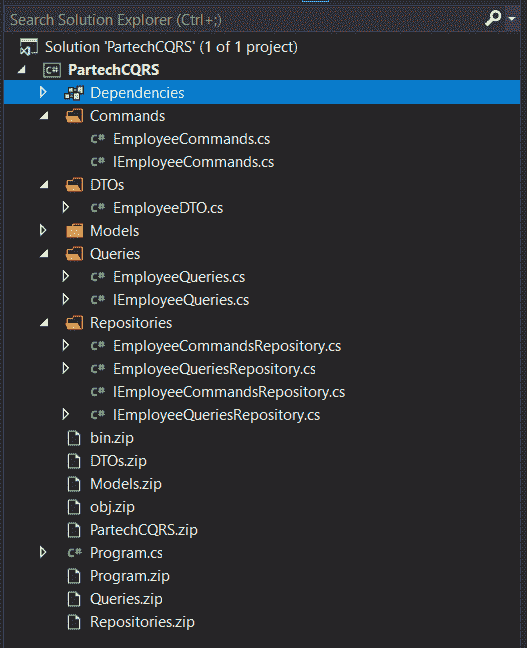 Search Solution Explorer (Ctrl+;)
Solution 'PartechCQRS' (1 of 1 project)
C# PartechCQRS
Dependencies
Commands
C# EmployeeCommands.cs
C# IEmployeeCommands.cs
DTOs
C# EmployeeDTO.cs
Models
Queries
C# EmployeeQueries.cs
C# IEmployeeQueries.cs
Repositories
C# EmployeeCommandsRepository.cs
C# EmployeeQueriesRepository.cs
C# IEmployeeCommandsRepository.cs
C# IEmployeeQueriesRepository.cs
bin.zip
DTOs.zip
Models.zip
obj.zip
PartechCQRS.zip
C# Program.cs
Program.zip
Queries.zip
Repositories.zip